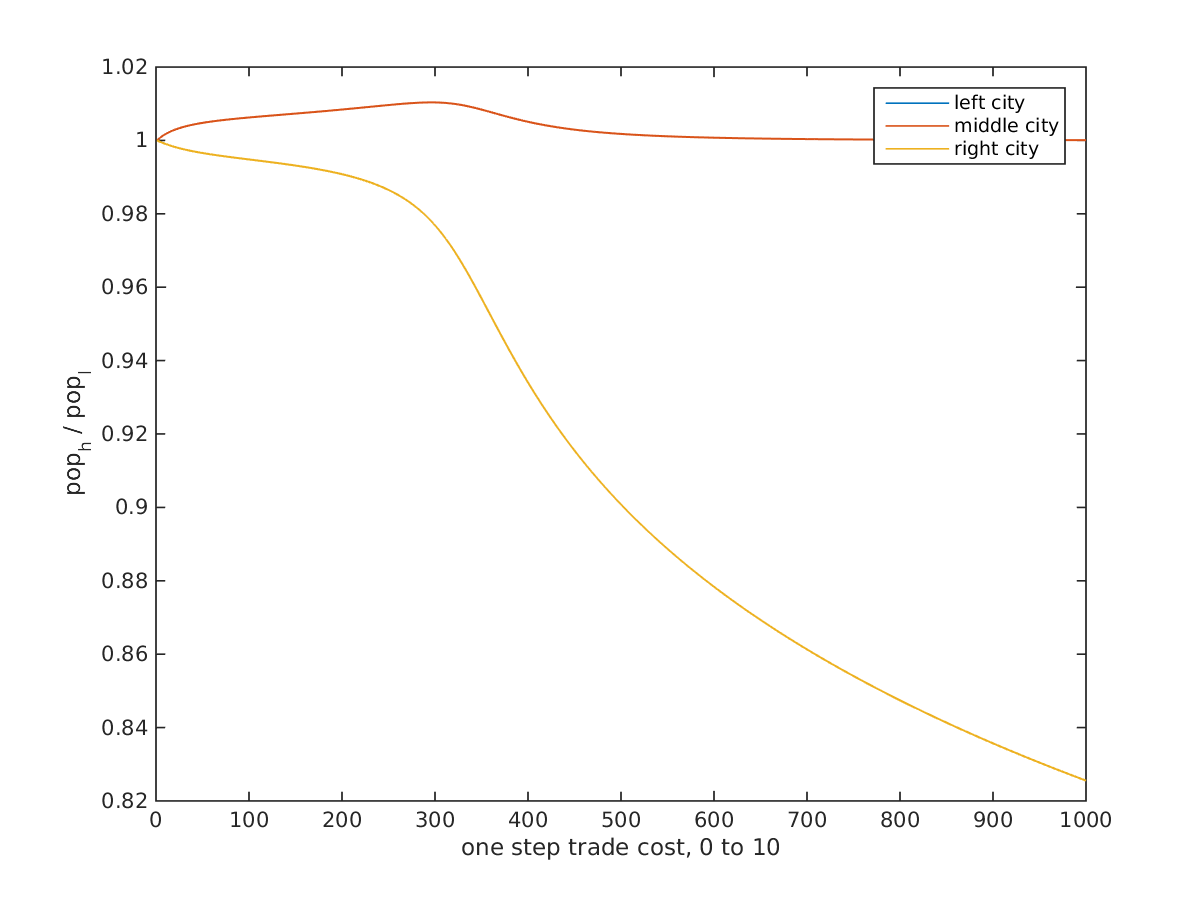 1.02
1
0.98
0.96
0.94
0.92
0.9
0.88
0.86
0.84
0.82
pop_h / pop_l
left city
middle city
right city
0 100 200 300 400 500 600 700 800 900 1000
one step trade cost, 0 to 10